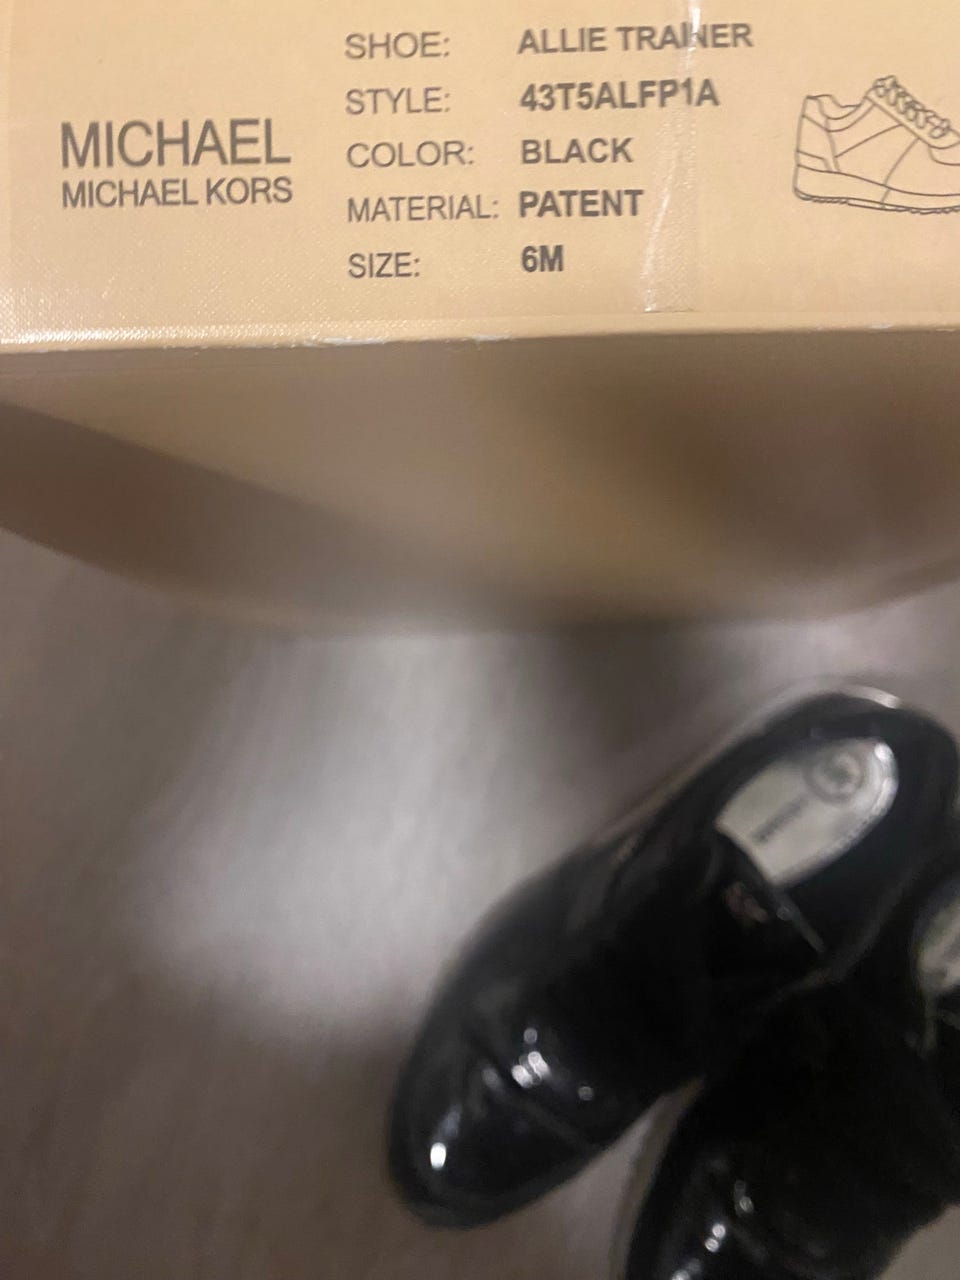 MICHAEL
MICHAEL KORS
SHOE: ALLIE TRAINER
STYLE: 43T5ALFP1A
COLOR: BLACK
MATERIAL: PATENT
SIZE: 6M